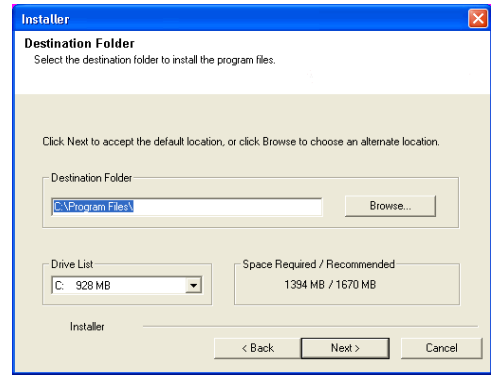 Installer
Destination Folder
Select the destination folder to install the program files.
Click Next to accept the default location, or click Browse to choose an alternate location.
Destination Folder
C:\Program Files\
Browse...
Drive List
Space Required / Recommended
C: 928 MB
1394 MB / 1670 MB
Installer
< Back
Next >
Cancel